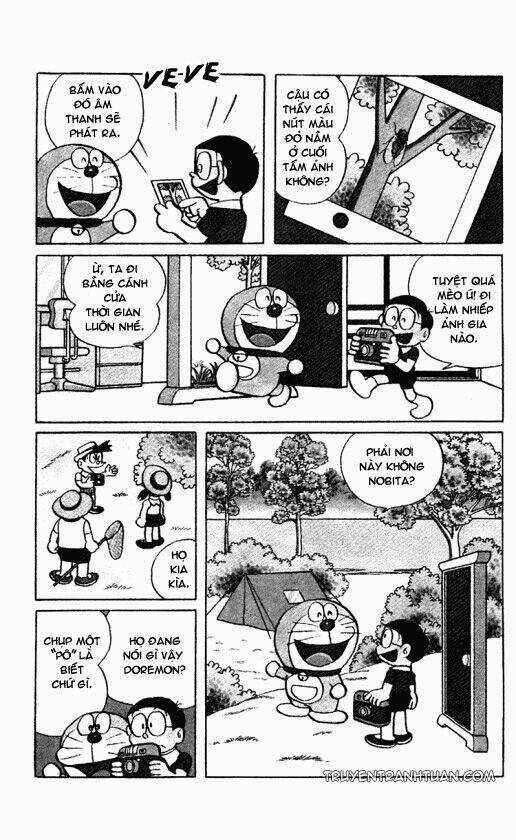 CẬU CÓ
THẤY CÁI
NÚT MÀU
ĐỎ NẰM
Ở CUỐI
TẤM ẢNH
KHÔNG?
VE-VE
BẤM VÀO
ĐÓ ÂM
THANH SẼ
PHÁT RA.
TUYỆT QUÁ
MÈO Ú! ĐI
LÀM NHIẾP
ẢNH GIA
NÀO.
Ừ, TA ĐI
BẰNG CÁNH
CỬA
THỜI GIAN
LUÔN NHÉ.
PHẢI NƠI
NÀY KHÔNG
NOBITA?
HỌ
KIA
KÌA.
HỌ ĐANG
NÓI GÌ VẬY
DOREMON?
CHỤP MỘT
"PÔ" LÀ
BIẾT
CHỨ GÌ.
TRUYENTRANHTUAN.COM